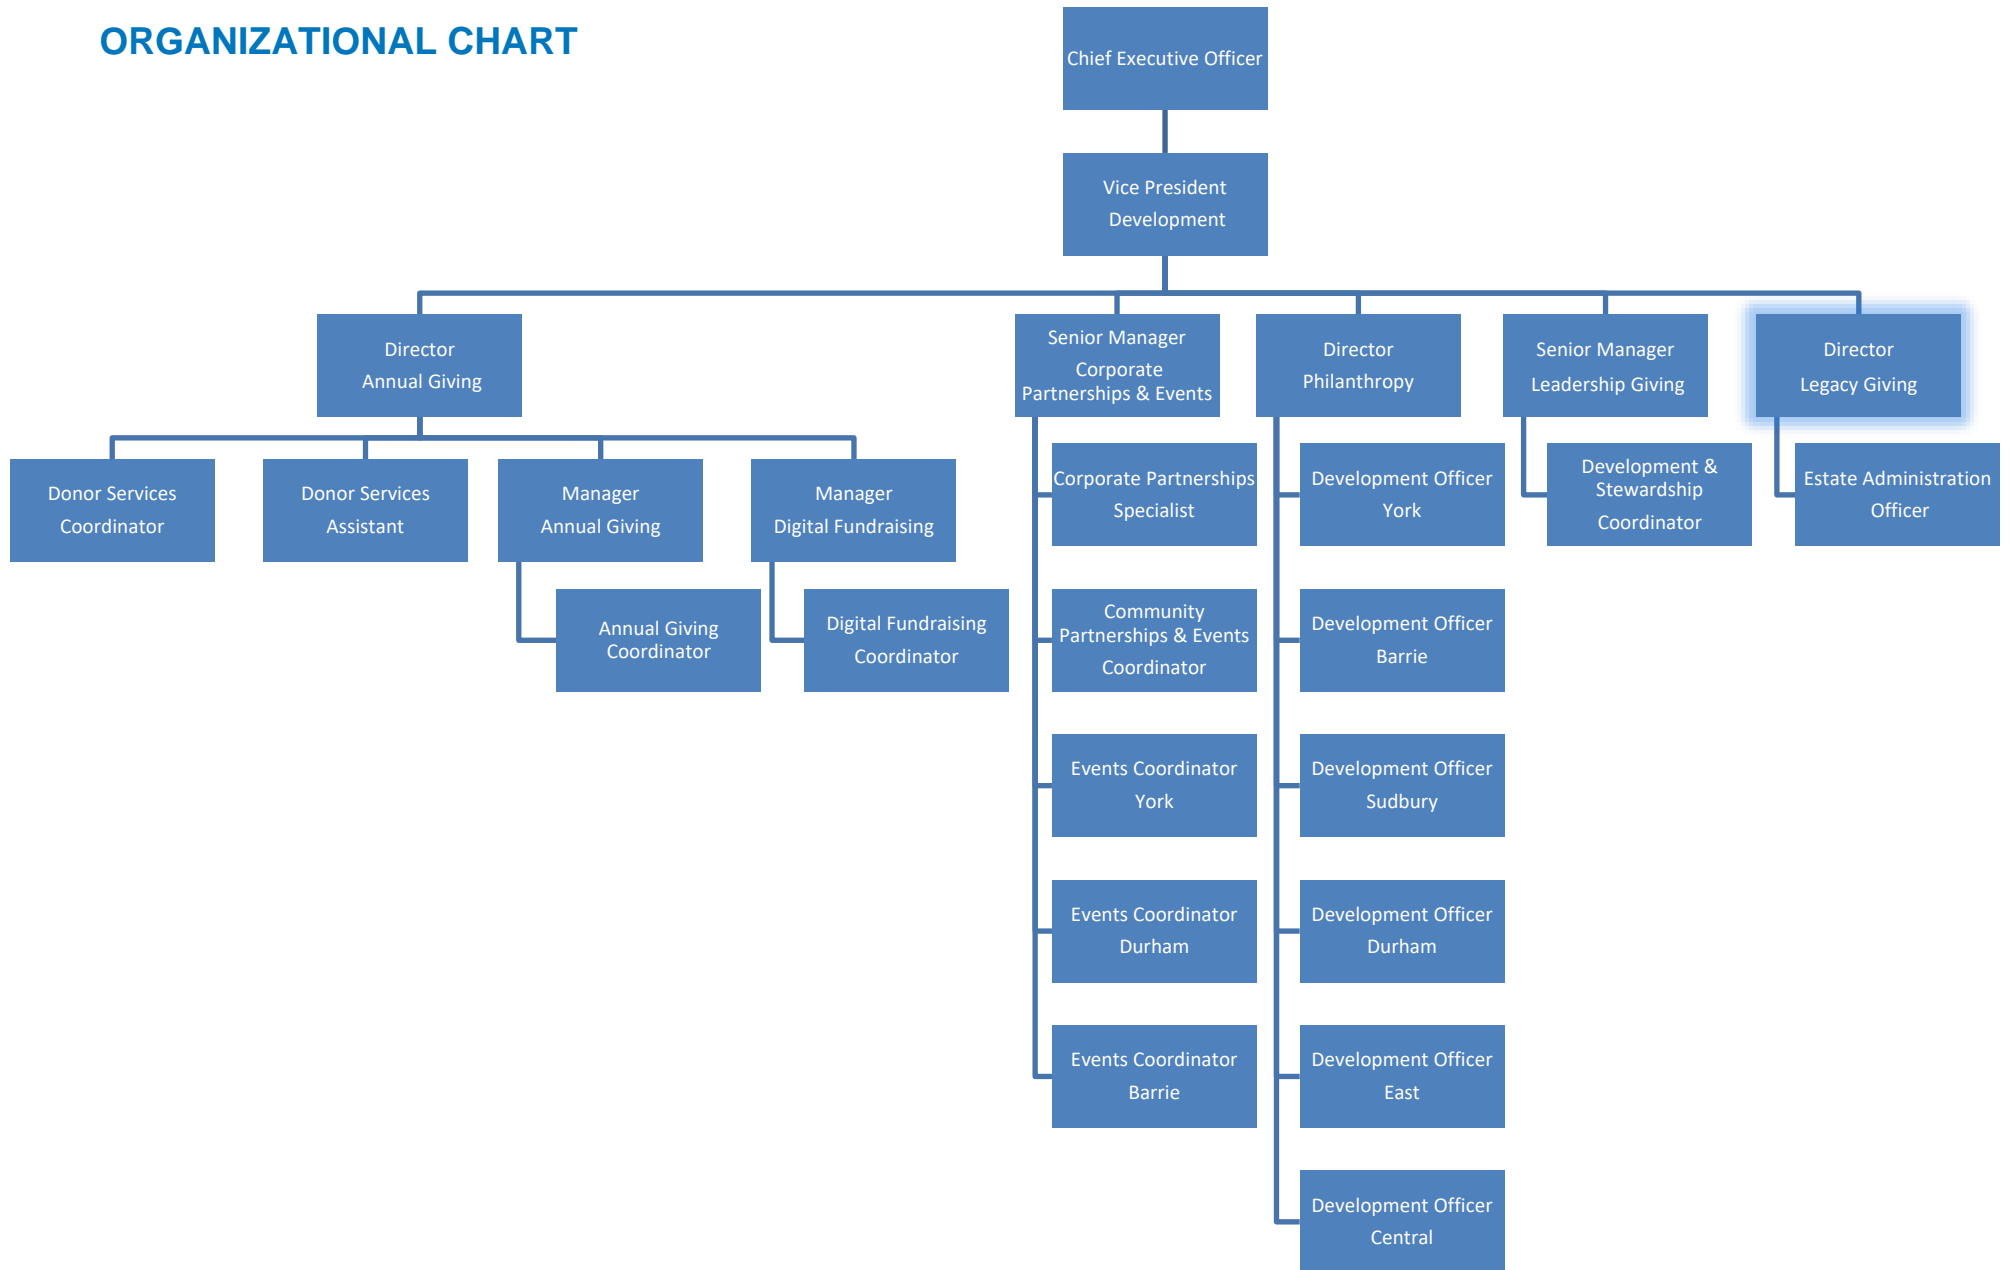 ORGANIZATIONAL CHART
Chief Executive Officer
Vice President
Development
Director
Annual Giving
Senior Manager
Corporate
Partnerships & Events
Director
Philanthropy
Senior Manager
Leadership Giving
Director
Legacy Giving
Donor Services
Coordinator
Donor Services
Assistant
Manager
Annual Giving
Manager
Digital Fundraising
Annual Giving
Coordinator
Digital Fundraising
Coordinator
Corporate Partnerships
Specialist
Community
Partnerships & Events
Coordinator
Events Coordinator
York
Events Coordinator
Durham
Events Coordinator
Barrie
Development Officer
York
Development Officer
Barrie
Development Officer
Sudbury
Development Officer
Durham
Development Officer
East
Development Officer
Central
Development &
Stewardship
Coordinator
Estate Administration
Officer